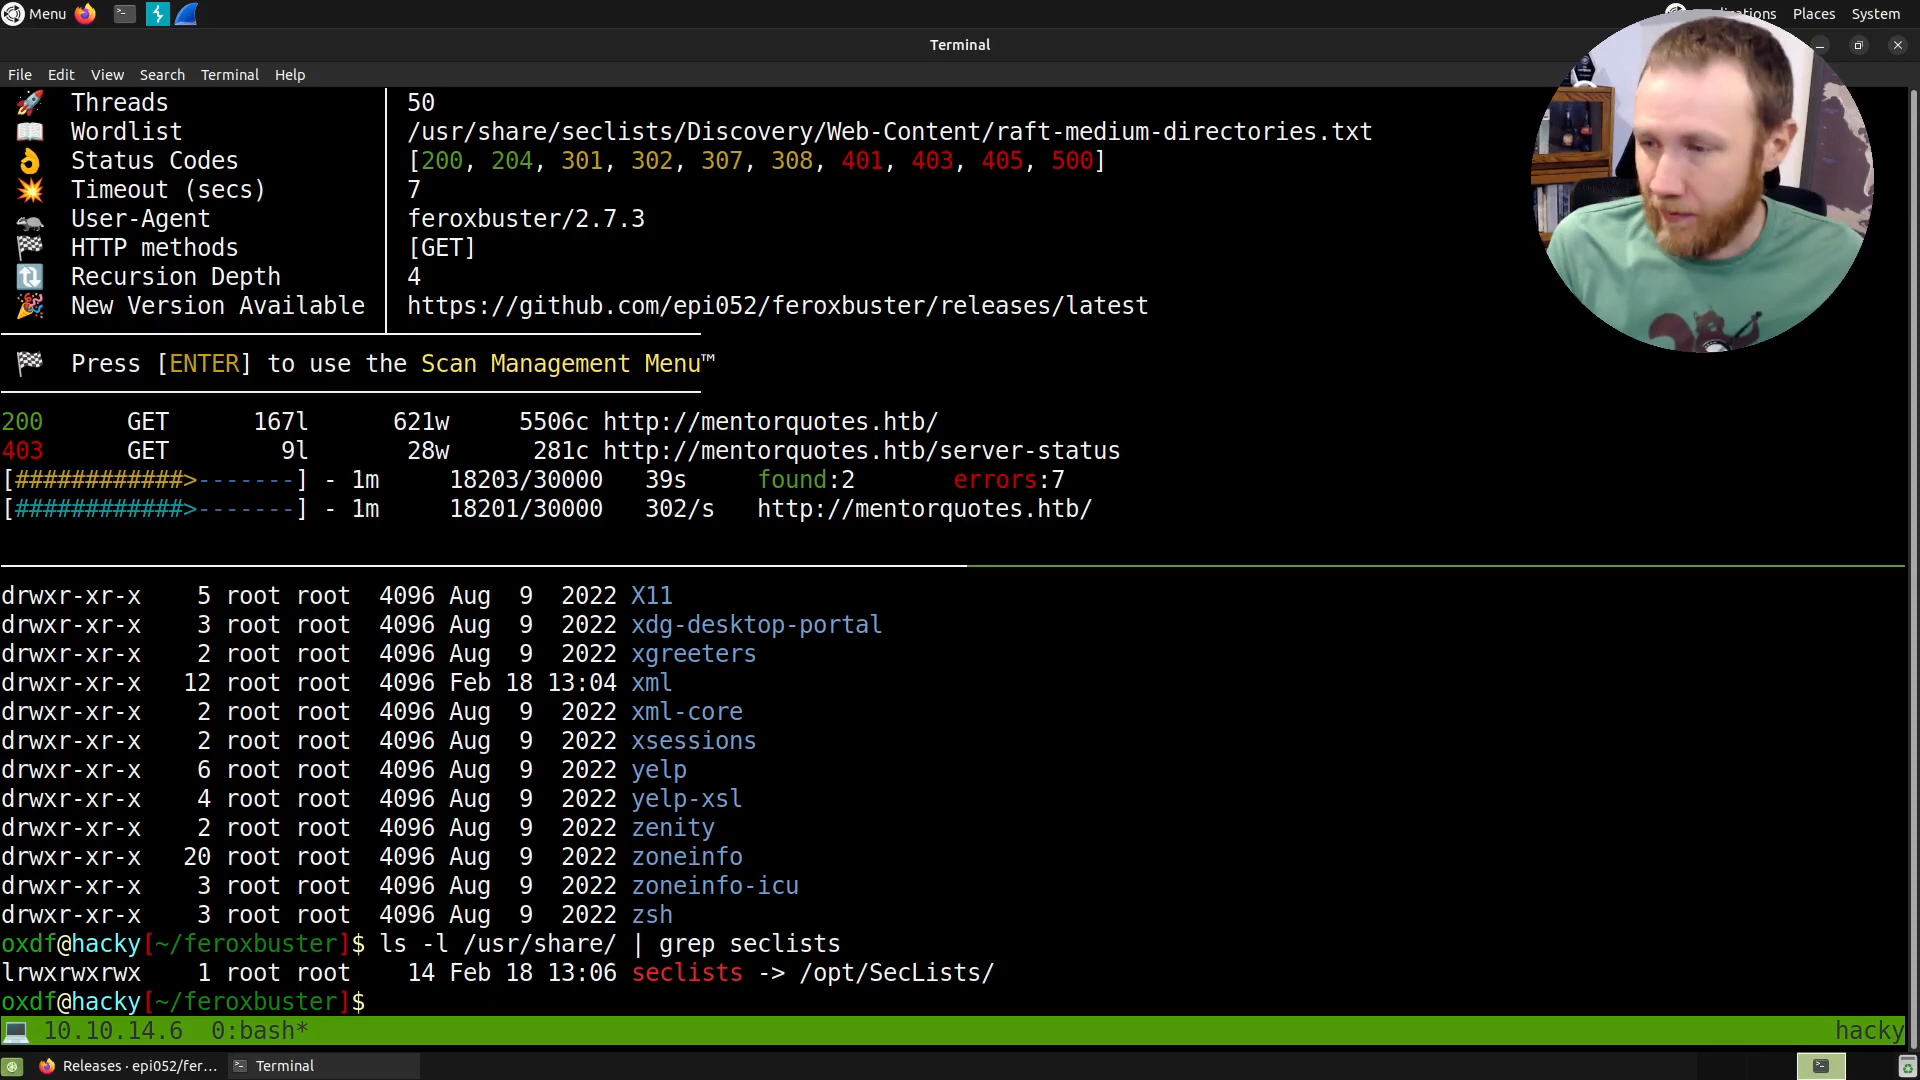 Menu
Places System
Terminal
File Edit View Search Terminal Help
Threads 50
Wordlist /usr/share/seclists/Discovery/Web-Content/raft-medium-directories.txt
Status Codes [200, 204, 301, 302, 307, 308, 401, 403, 405, 500]
Timeout (secs) 7
User-Agent feroxbuster/2.7.3
HTTP methods [GET]
Recursion Depth 4
New Version Available https://github.com/epi052/feroxbuster/releases/latest
Press [ENTER] to use the Scan Management Menu™
200 GET 167l 621w 5506c http://mentorquotes.htb/
403 GET 9l 28w 281c http://mentorquotes.htb/server-status
[############>-------] - 1m 18203/30000 39s found:2 errors:7
[############>-------] - 1m 18201/30000 302/s http://mentorquotes.htb/
drwxr-xr-x 5 root root 4096 Aug 9 2022 X11
drwxr-xr-x 3 root root 4096 Aug 9 2022 xdg-desktop-portal
drwxr-xr-x 2 root root 4096 Aug 9 2022 xgreeters
drwxr-xr-x 12 root root 4096 Feb 18 13:04 xml
drwxr-xr-x 2 root root 4096 Aug 9 2022 xml-core
drwxr-xr-x 2 root root 4096 Aug 9 2022 xsessions
drwxr-xr-x 6 root root 4096 Aug 9 2022 yelp
drwxr-xr-x 4 root root 4096 Aug 9 2022 yelp-xsl
drwxr-xr-x 2 root root 4096 Aug 9 2022 zenity
drwxr-xr-x 20 root root 4096 Aug 9 2022 zoneinfo
drwxr-xr-x 3 root root 4096 Aug 9 2022 zoneinfo-icu
drwxr-xr-x 3 root root 4096 Aug 9 2022 zsh
oxdf@hacky[~/feroxbuster]$ ls -l /usr/share/ | grep seclists
lrwxrwxrwx 1 root root 14 Feb 18 13:06 seclists -> /opt/SecLists/
oxdf@hacky[~/feroxbuster]$
10.10.14.6 0:bash* hacky
Releases · epi052/fer... Terminal